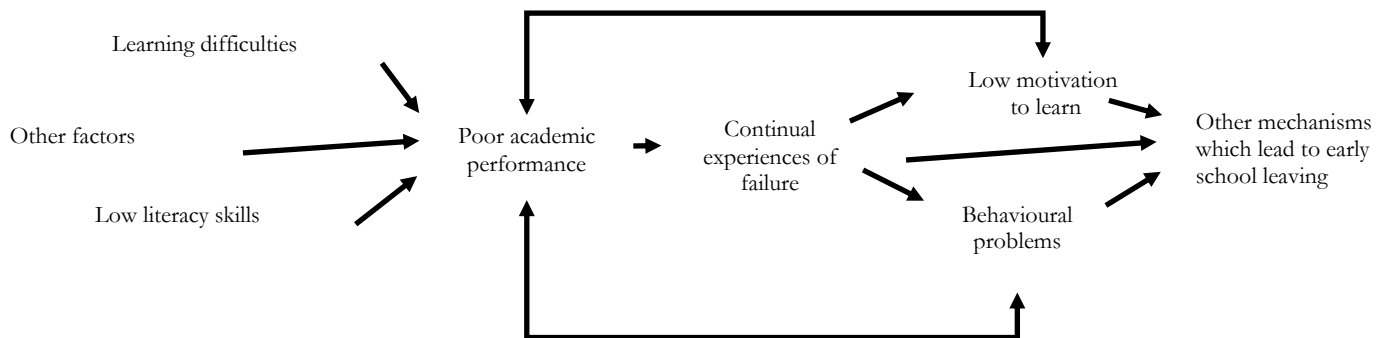 Learning difficulties
Other factors
Low literacy skills
Poor academic
performance
Continual
experiences of
failure
Low motivation
to learn
Behavioural
problems
Other mechanisms
which lead to early
school leaving